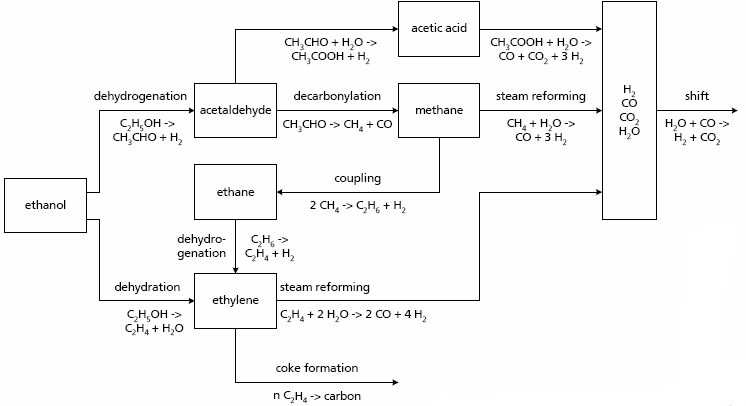 acetic acid
CH₃CHO + H₂O ->
CH₃COOH + H₂
CH₃COOH + H₂O ->
CO + CO₂ + 3 H₂
dehydrogenation
C₂H₅OH ->
CH₃CHO + H₂
acetaldehyde
decarbonylation
CH₃CHO -> CH₄ + CO
methane
steam reforming
CH₄ + H₂O ->
CO + 3 H₂
H₂
CO
CO₂
H₂O
shift
H₂O + CO ->
H₂ + CO₂
ethanol
ethane
coupling
2 CH₄ -> C₂H₆ + H₂
dehydro-
genation
C₂H₆ ->
C₂H₄ + H₂
dehydration
C₂H₅OH ->
C₂H₄ + H₂O
ethylene
steam reforming
C₂H₄ + 2 H₂O -> 2 CO + 4 H₂
coke formation
n C₂H₄ -> carbon